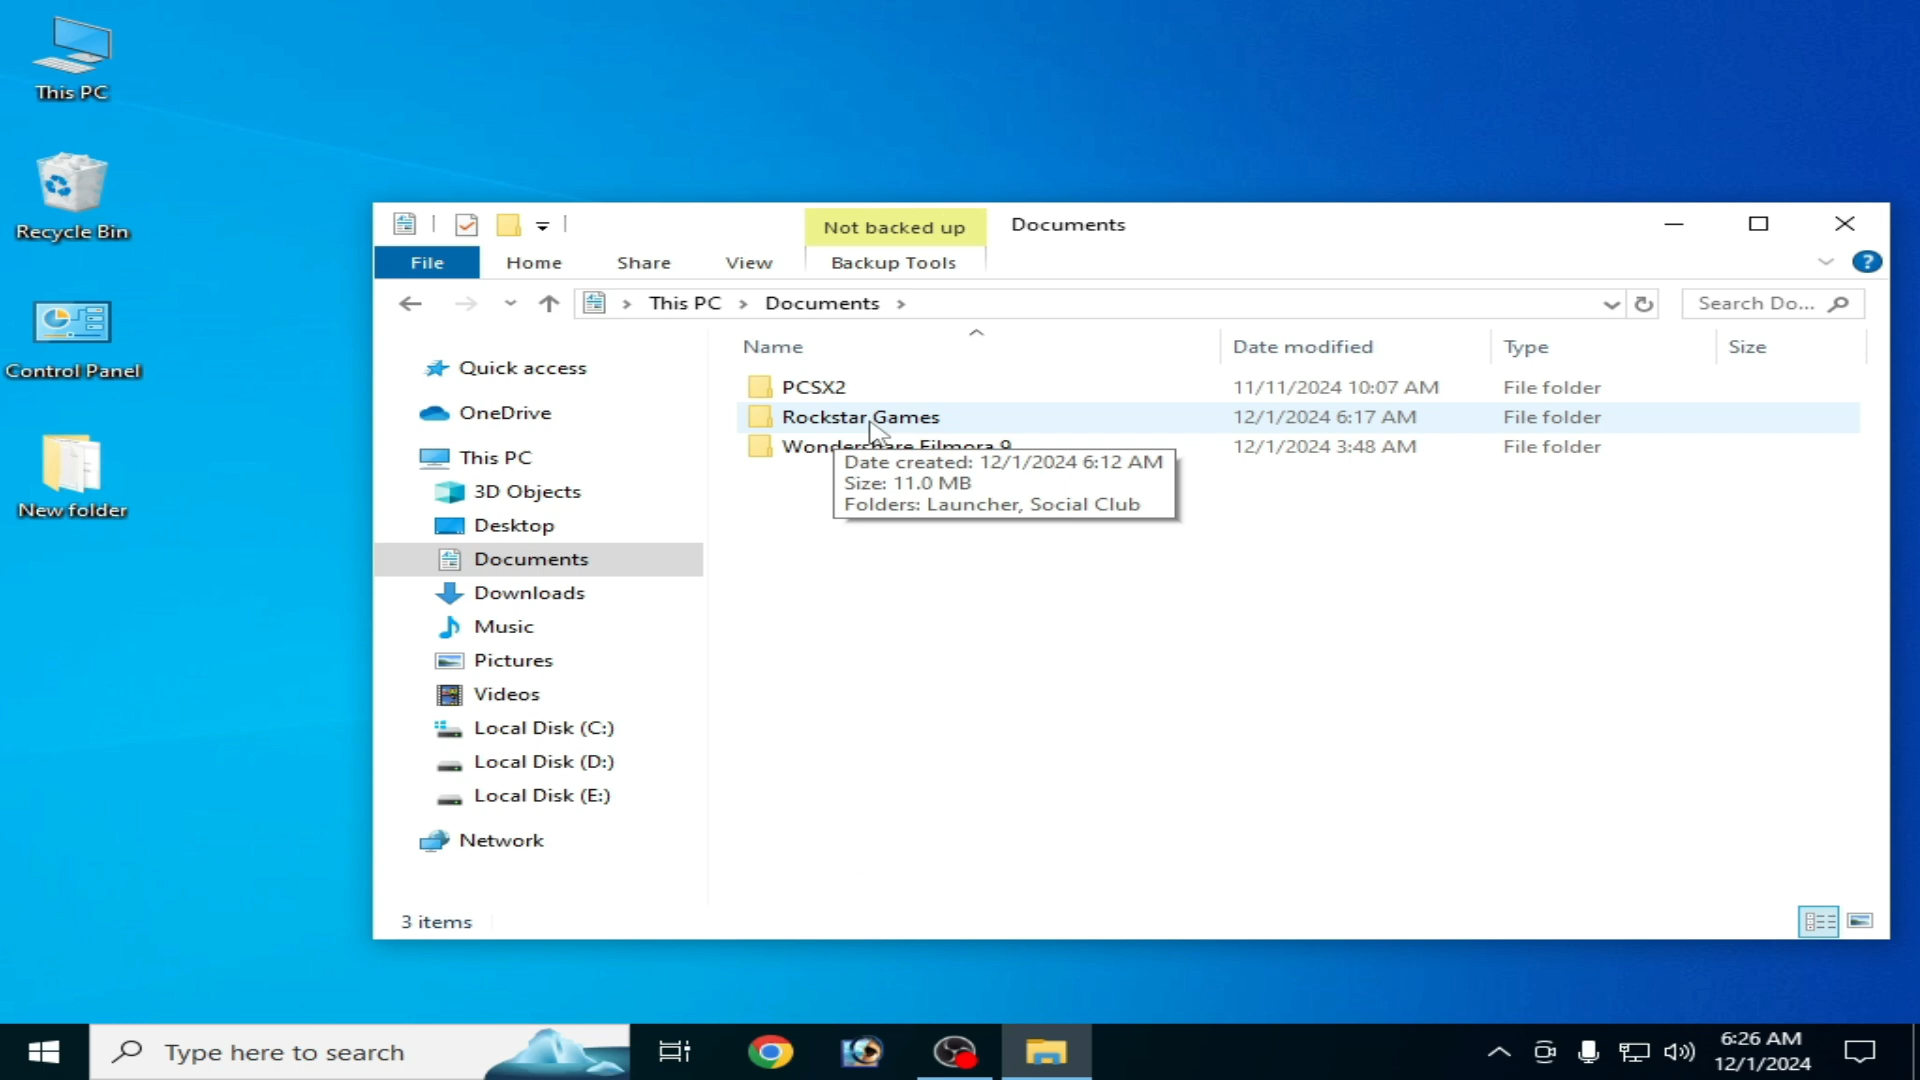 This PC
Recycle Bin
Control Panel
New folder
Not backed up
Documents
File
Home
Share
View
Backup Tools
This PC
Documents
Search Do...
Name
Date modified
Type
Size
PCSX2
11/11/2024 10:07 AM
File folder
Rockstar Games
12/1/2024 6:17 AM
File folder
Wondershare Filmora 9
12/1/2024 3:48 AM
File folder
Date created: 12/1/2024 6:12 AM
Size: 11.0 MB
Folders: Launcher, Social Club
Quick access
OneDrive
This PC
3D Objects
Desktop
Documents
Downloads
Music
Pictures
Videos
Local Disk (C:)
Local Disk (D:)
Local Disk (E:)
Network
3 items
Type here to search
6:26 AM
12/1/2024